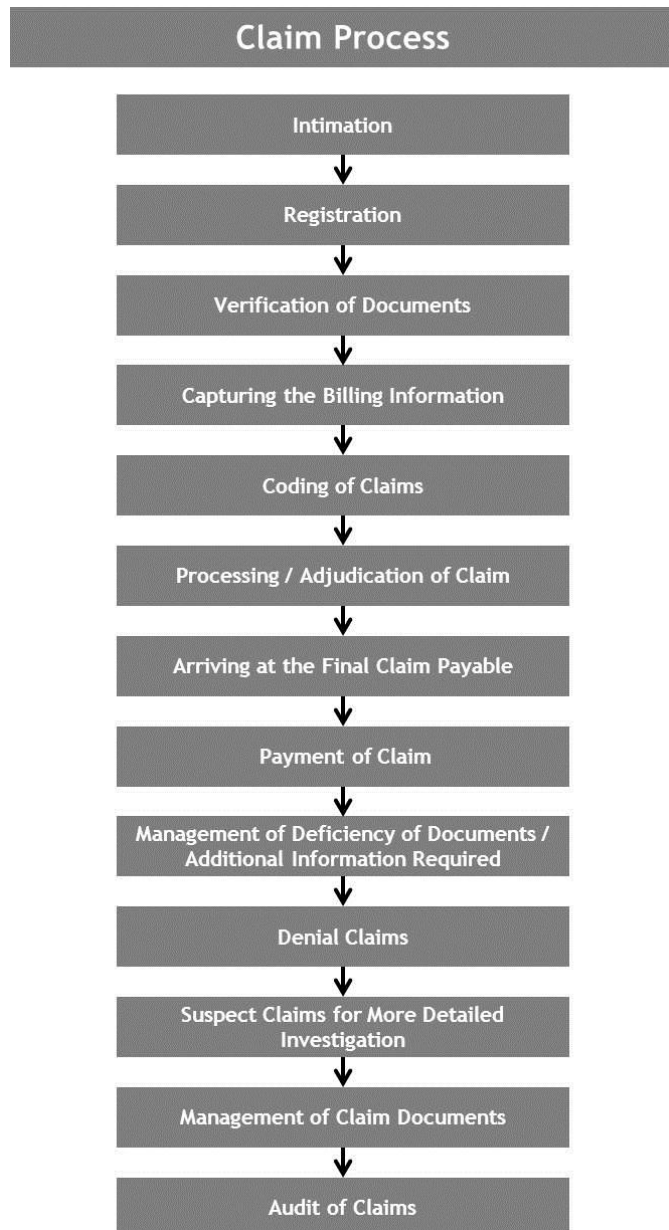 Claim Process
Intimation
Registration
Verification of Documents
Capturing the Billing Information
Coding of Claims
Processing / Adjudication of Claim
Arriving at the Final Claim Payable
Payment of Claim
Management of Deficiency of Documents /
Additional Information Required
Denial Claims
Suspect Claims for More Detailed
Investigation
Management of Claim Documents
Audit of Claims